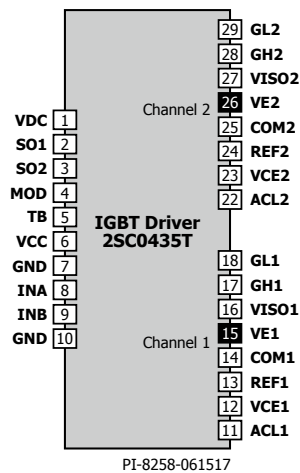 29 GL2
28 GH2
27 VISO2
26 VE2
25 COM2
24 REF2
23 VCE2
22 ACL2
Channel 2
VDC 1
SO1 2
SO2 3
MOD 4
TB 5
VCC 6
GND 7
INA 8
INB 9
GND 10
IGBT Driver
2SC0435T
18 GL1
17 GH1
16 VISO1
15 VE1
14 COM1
13 REF1
12 VCE1
11 ACL1
Channel 1
PI-8258-061517